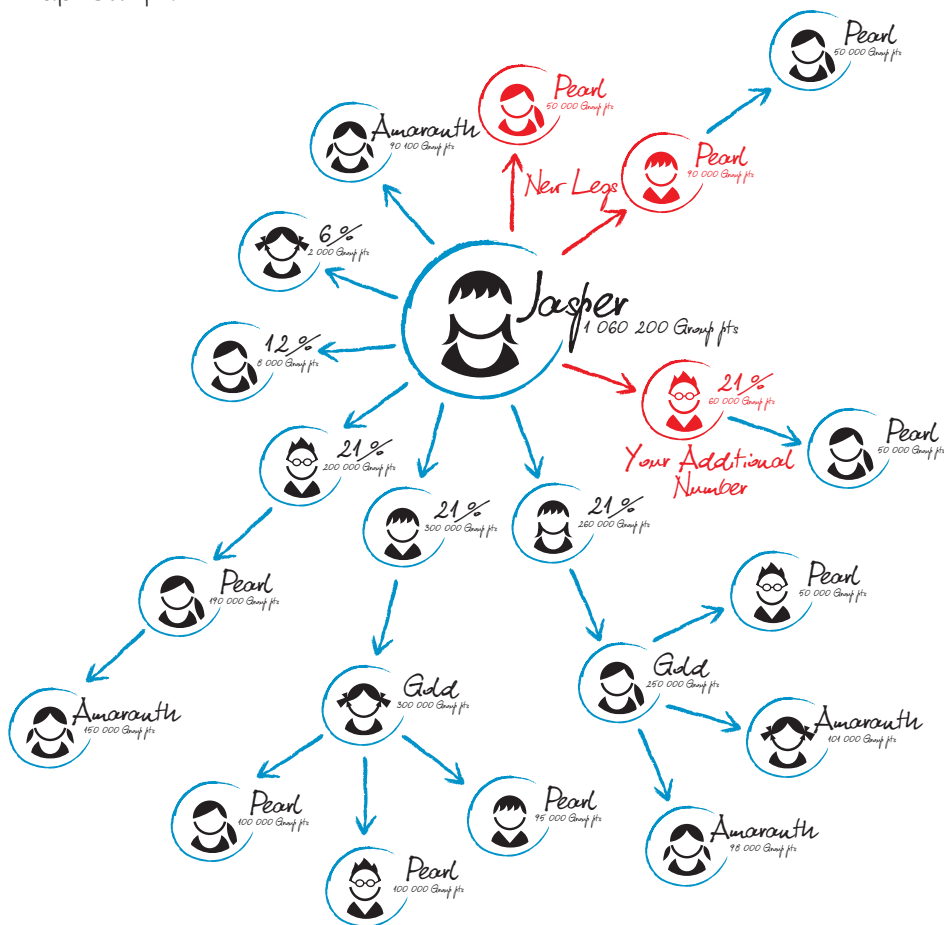 Pearl
50 000 Group pts
Pearl
50 000 Group pts
Amaranth
90 100 Group pts
Pearl
90 000 Group pts
New Legs
6%
2 000 Group pts
Jasper
1 060 200 Group pts
12%
8 000 Group pts
21%
60 000 Group pts
Pearl
50 000 Group pts
Your Additional
Number
21%
200 000 Group pts
21%
300 000 Group pts
21%
260 000 Group pts
Pearl
190 000 Group pts
Pearl
50 000 Group pts
Gold
300 000 Group pts
Gold
250 000 Group pts
Amaranth
150 000 Group pts
Amaranth
101 000 Group pts
Pearl
100 000 Group pts
Pearl
95 000 Group pts
Amaranth
98 000 Group pts
Pearl
100 000 Group pts